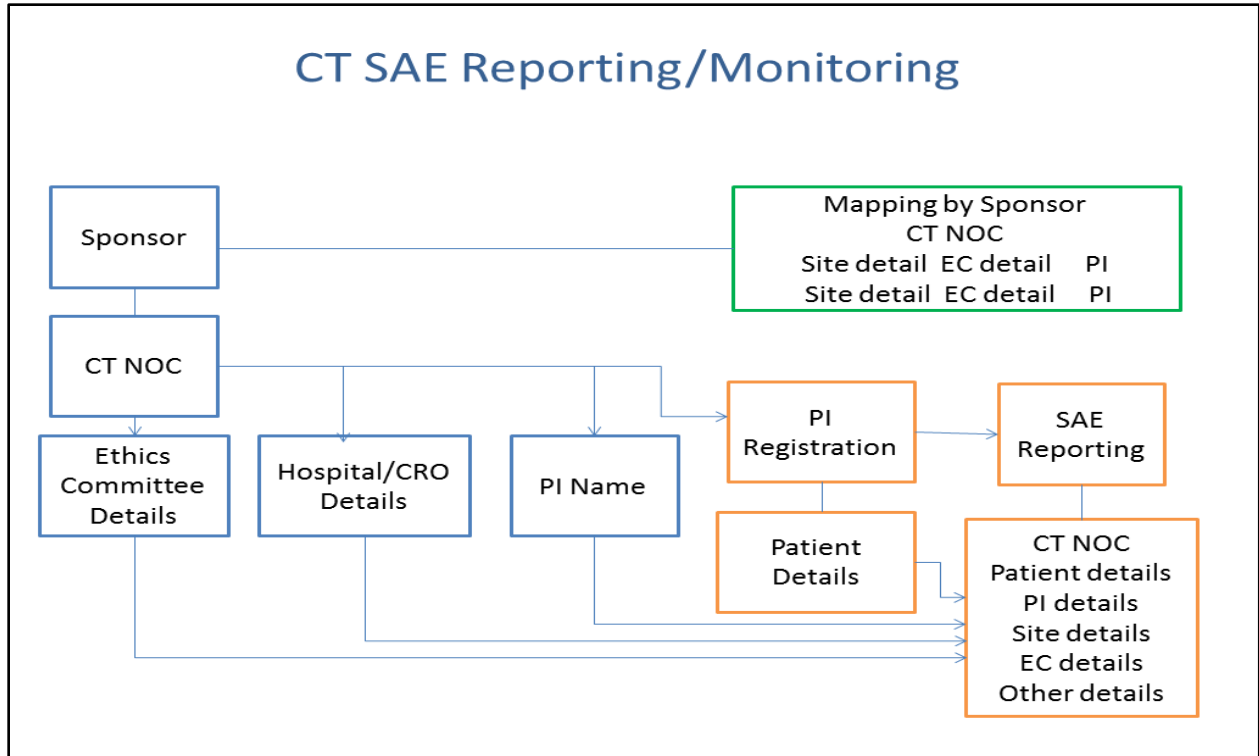 CT SAE Reporting/Monitoring
Sponsor
Mapping by Sponsor
CT NOC
Site detail EC detail PI
Site detail EC detail PI
CT NOC
PI
Registration
SAE
Reporting
Ethics
Committee
Details
Hospital/CRO
Details
PI Name
Patient
Details
CT NOC
Patient details
PI details
Site details
EC details
Other details